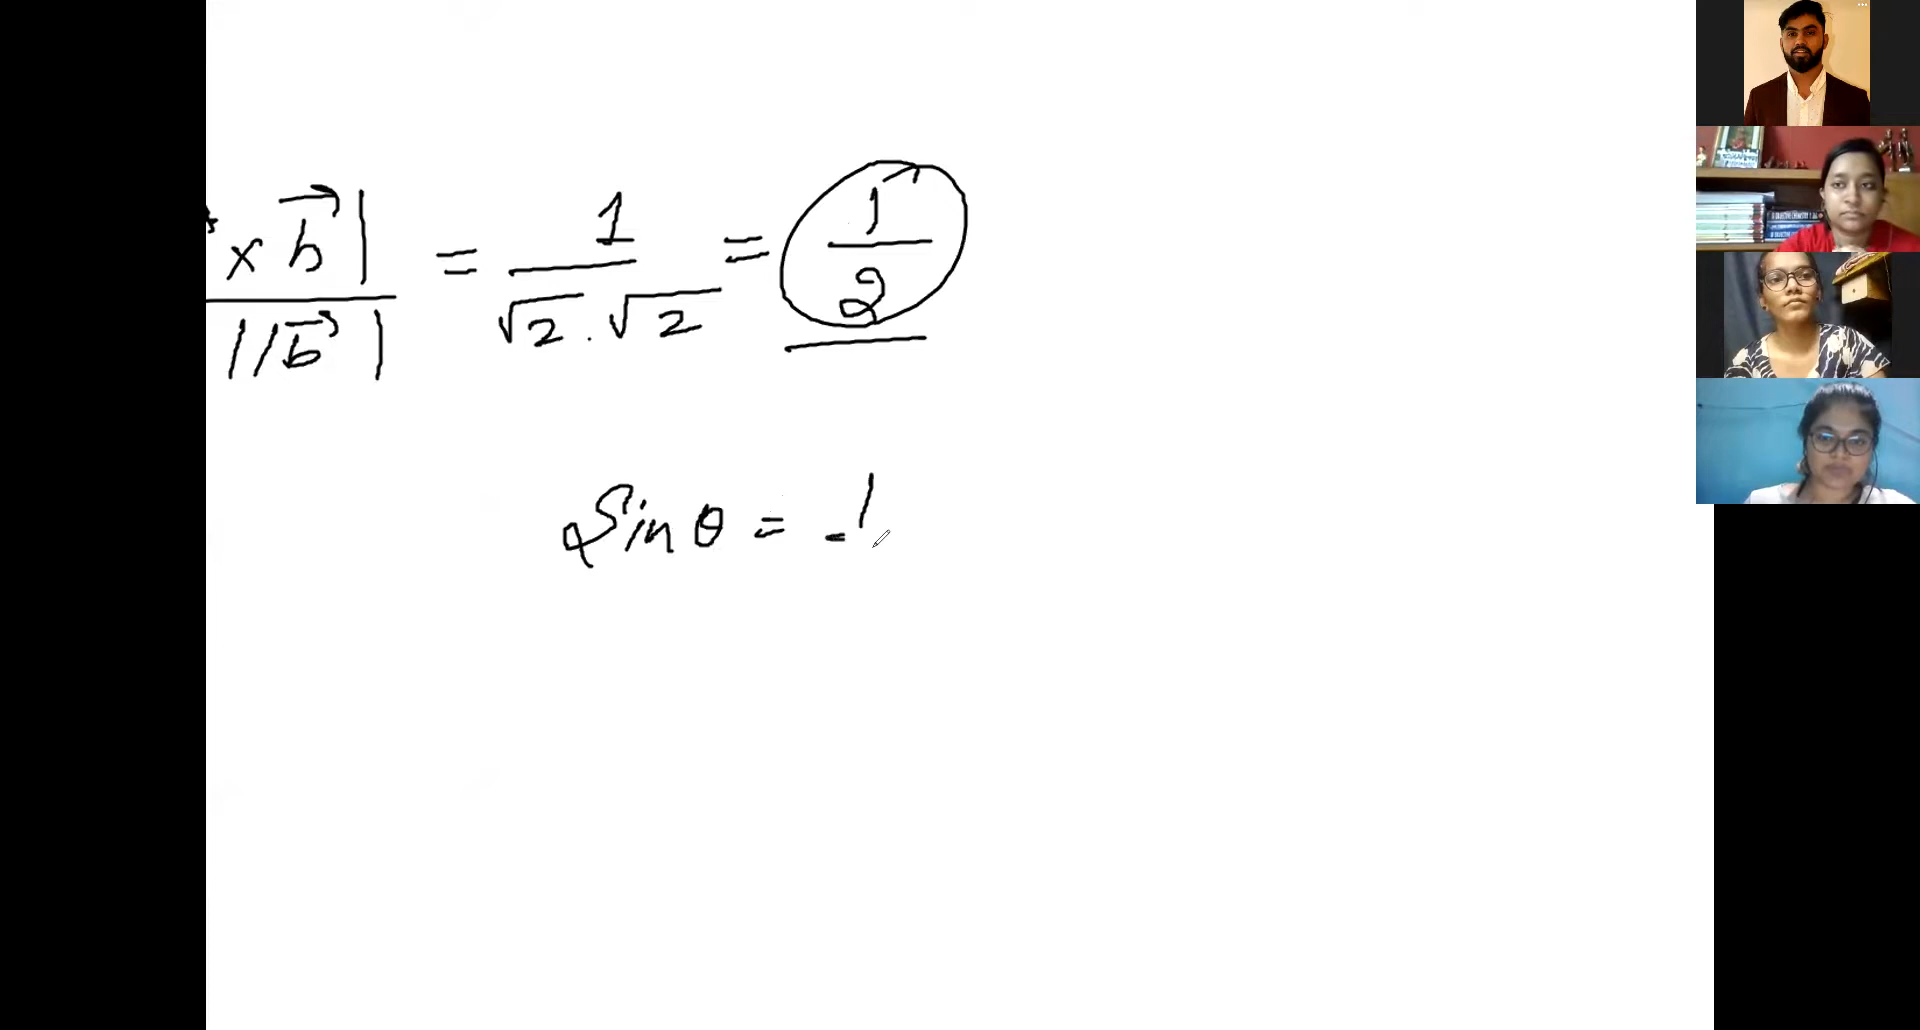 × b⃗| / ||b⃗| = 1 / √2 . √2 = 1 / 2
Sin θ = - 1